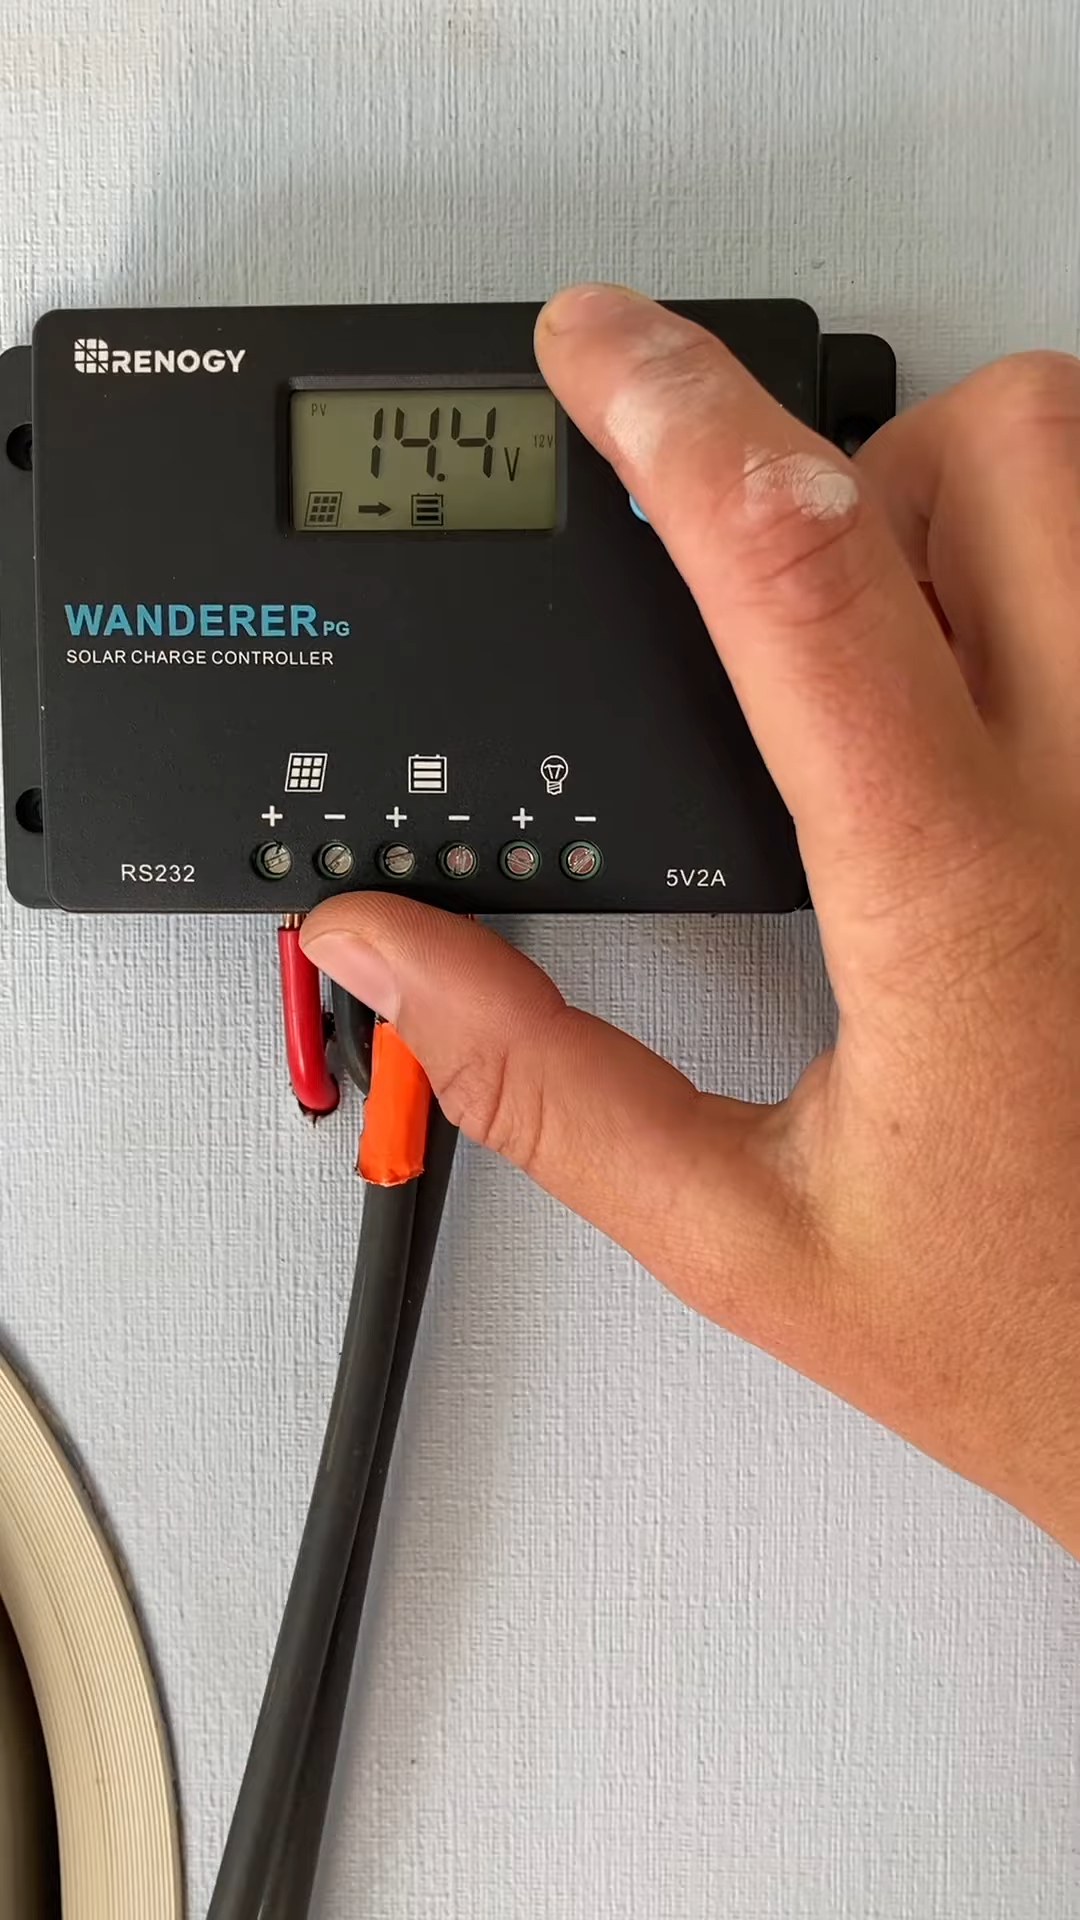 RENOGY
PV
14.4 V
12V
WANDERER PG
SOLAR CHARGE CONTROLLER
+ − + − + −
RS232
5V2A